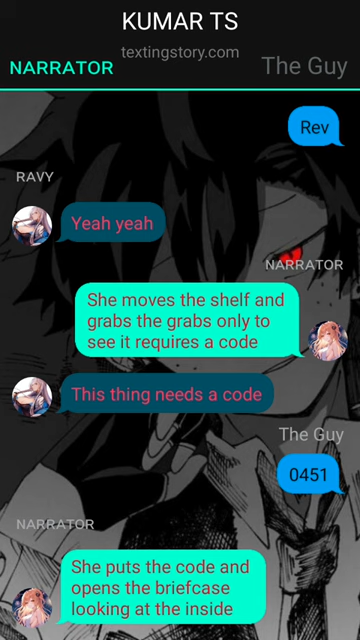 KUMAR TS
textingstory.com
NARRATOR
The Guy
Rev
RAVY
Yeah yeah
NARRATOR
She moves the shelf and
grabs the grabs only to
see it requires a code
This thing needs a code
The Guy
0451
NARRATOR
She puts the code and
opens the briefcase
looking at the inside